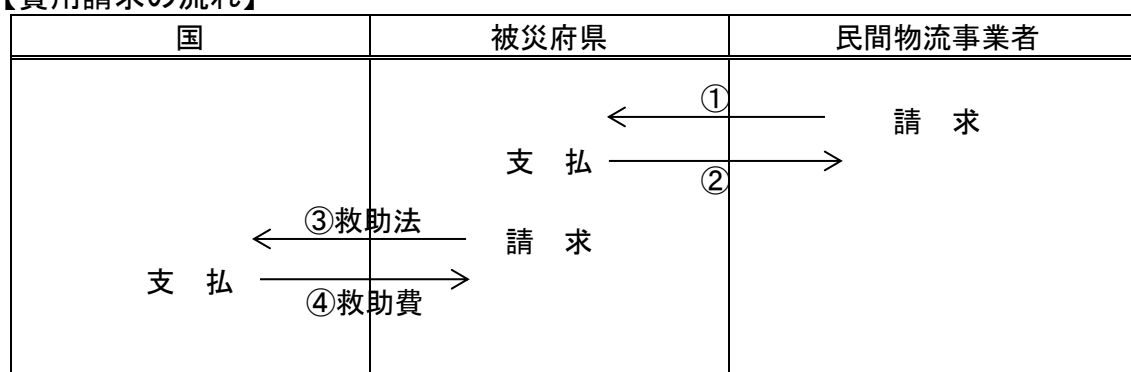 【費用請求の流れ】
国 被災府県 民間物流事業者
①
請 求
支 払
②
③救助法
請 求
支 払
④救助費